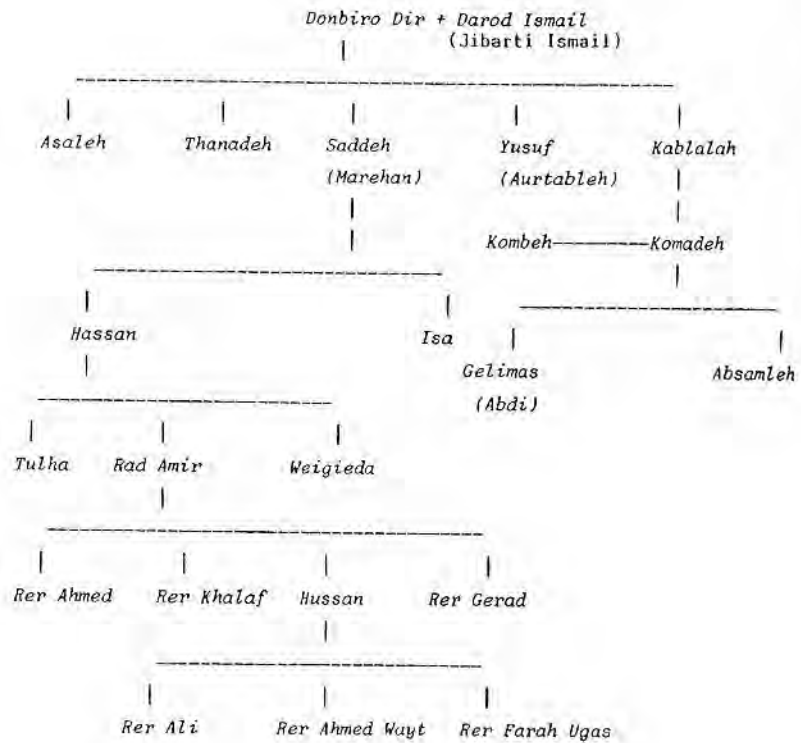 Donbiro Dir + Darod Ismail
(Jibarti Ismail)
Asaleh Thanadeh Saddeh Yusuf Kablalah
(Marehan) (Aurtableh)
Kombeh Komadeh
Hassan Isa
Gelimas Absamleh
(Abdi)
Tulha Rad Amir Weigieda
Rer Ahmed Rer Khalaf Hussan Rer Gerad
Rer Ali Rer Ahmed Wayt Rer Farah Ugas